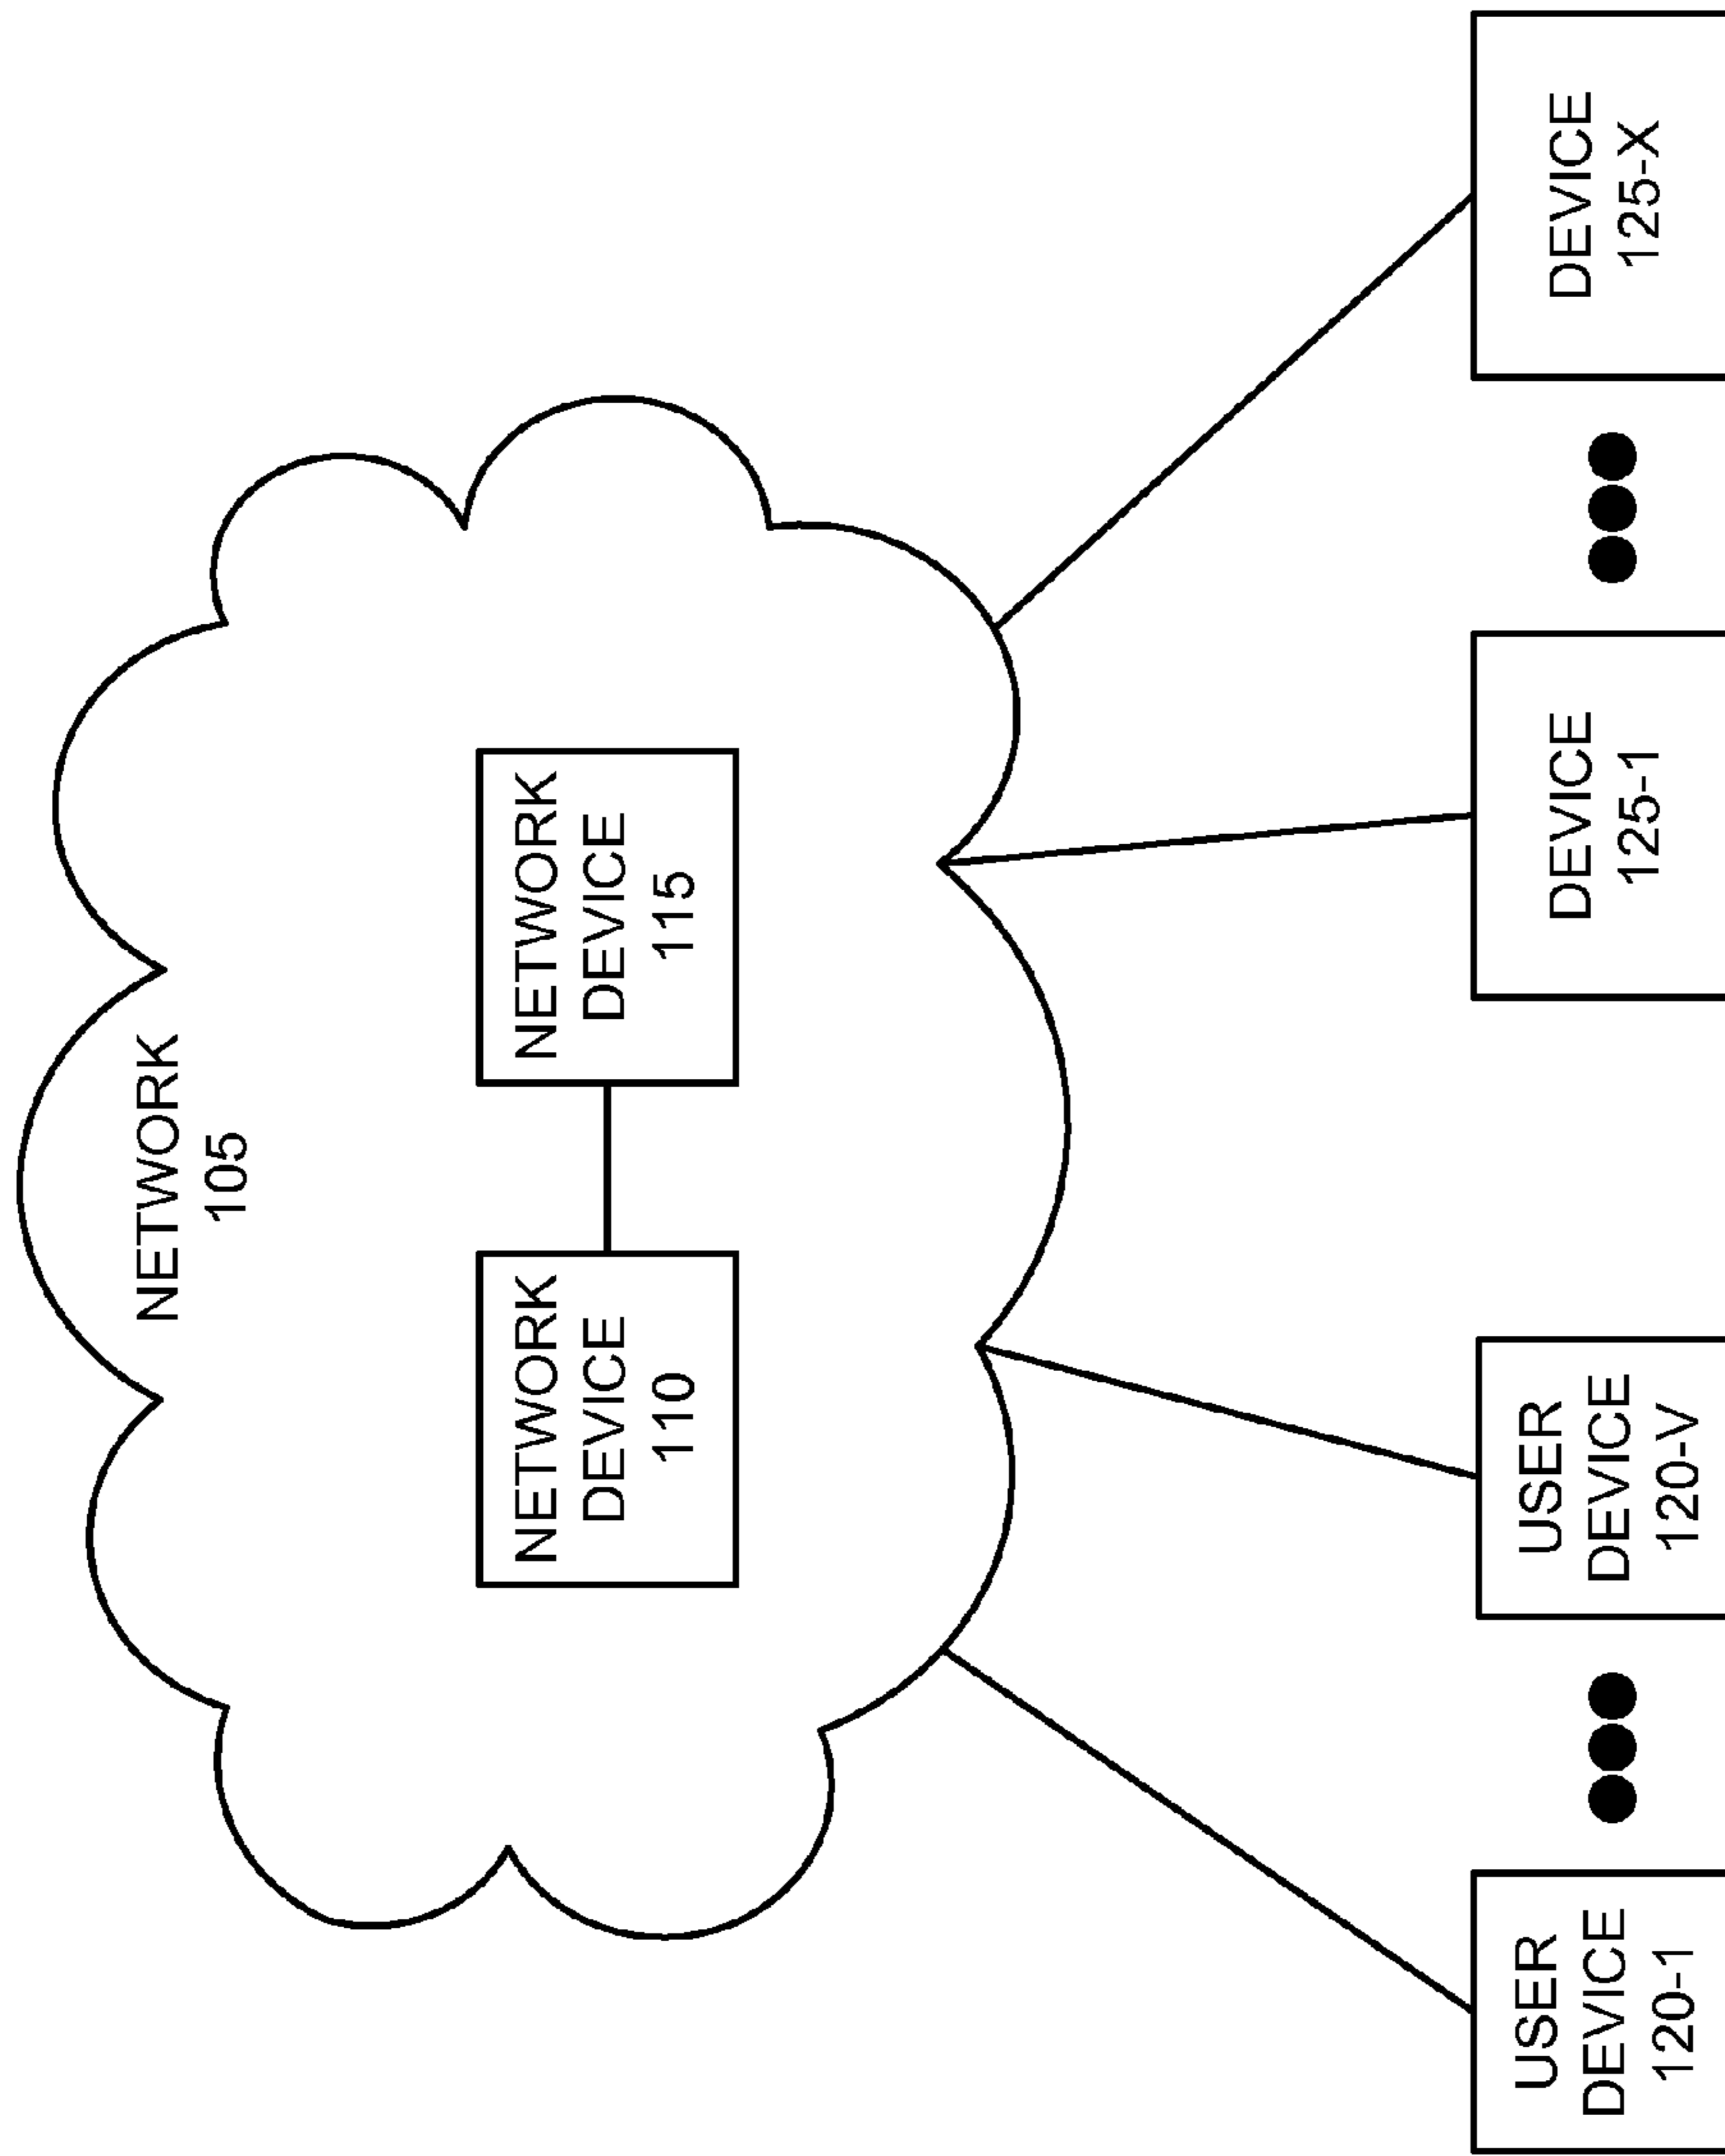 NETWORK
105
NETWORK
DEVICE
110
NETWORK
DEVICE
115
USER
DEVICE
120-1
USER
DEVICE
120-V
DEVICE
125-1
DEVICE
125-X